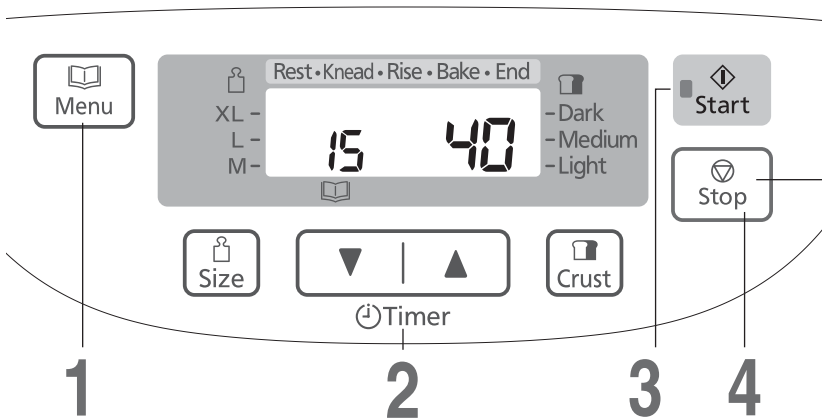 Menu
Rest•Knead•Rise•Bake•End
XL –
L –
M –
15 40
– Dark
– Medium
– Light
Start
Stop
Size
Timer
Crust
1
2
3
4